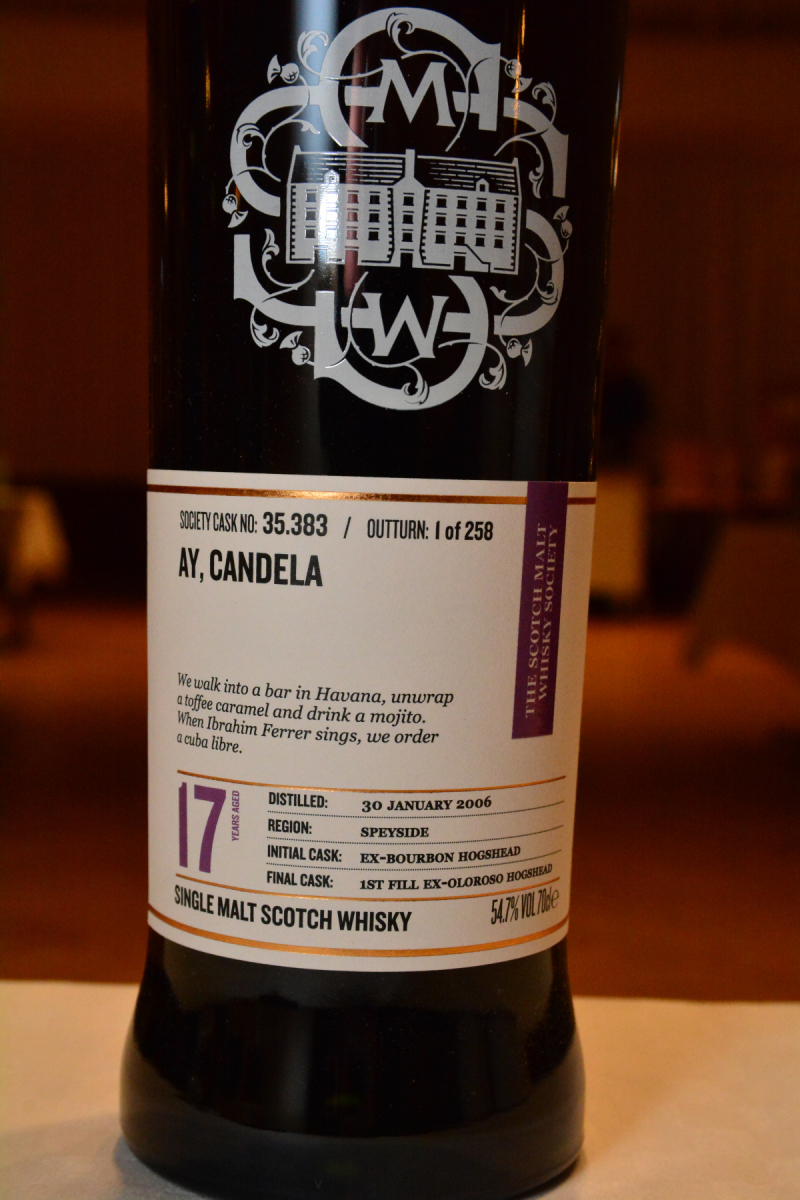 M
W
SOCIETY CASK NO: 35.383 / OUTTURN: 1 of 258
AY, CANDELA
THE SCOTCH MALT
WHISKY SOCIETY
We walk into a bar in Havana, unwrap
a toffee caramel and drink a mojito.
When Ibrahim Ferrer sings, we order
a cuba libre.
17
YEARS AGED
DISTILLED: 30 JANUARY 2006
REGION: SPEYSIDE
INITIAL CASK: EX-BOURBON HOGSHEAD
FINAL CASK: 1ST FILL EX-OLOROSO HOGSHEAD
SINGLE MALT SCOTCH WHISKY
54.7% VOL 70cl ℮